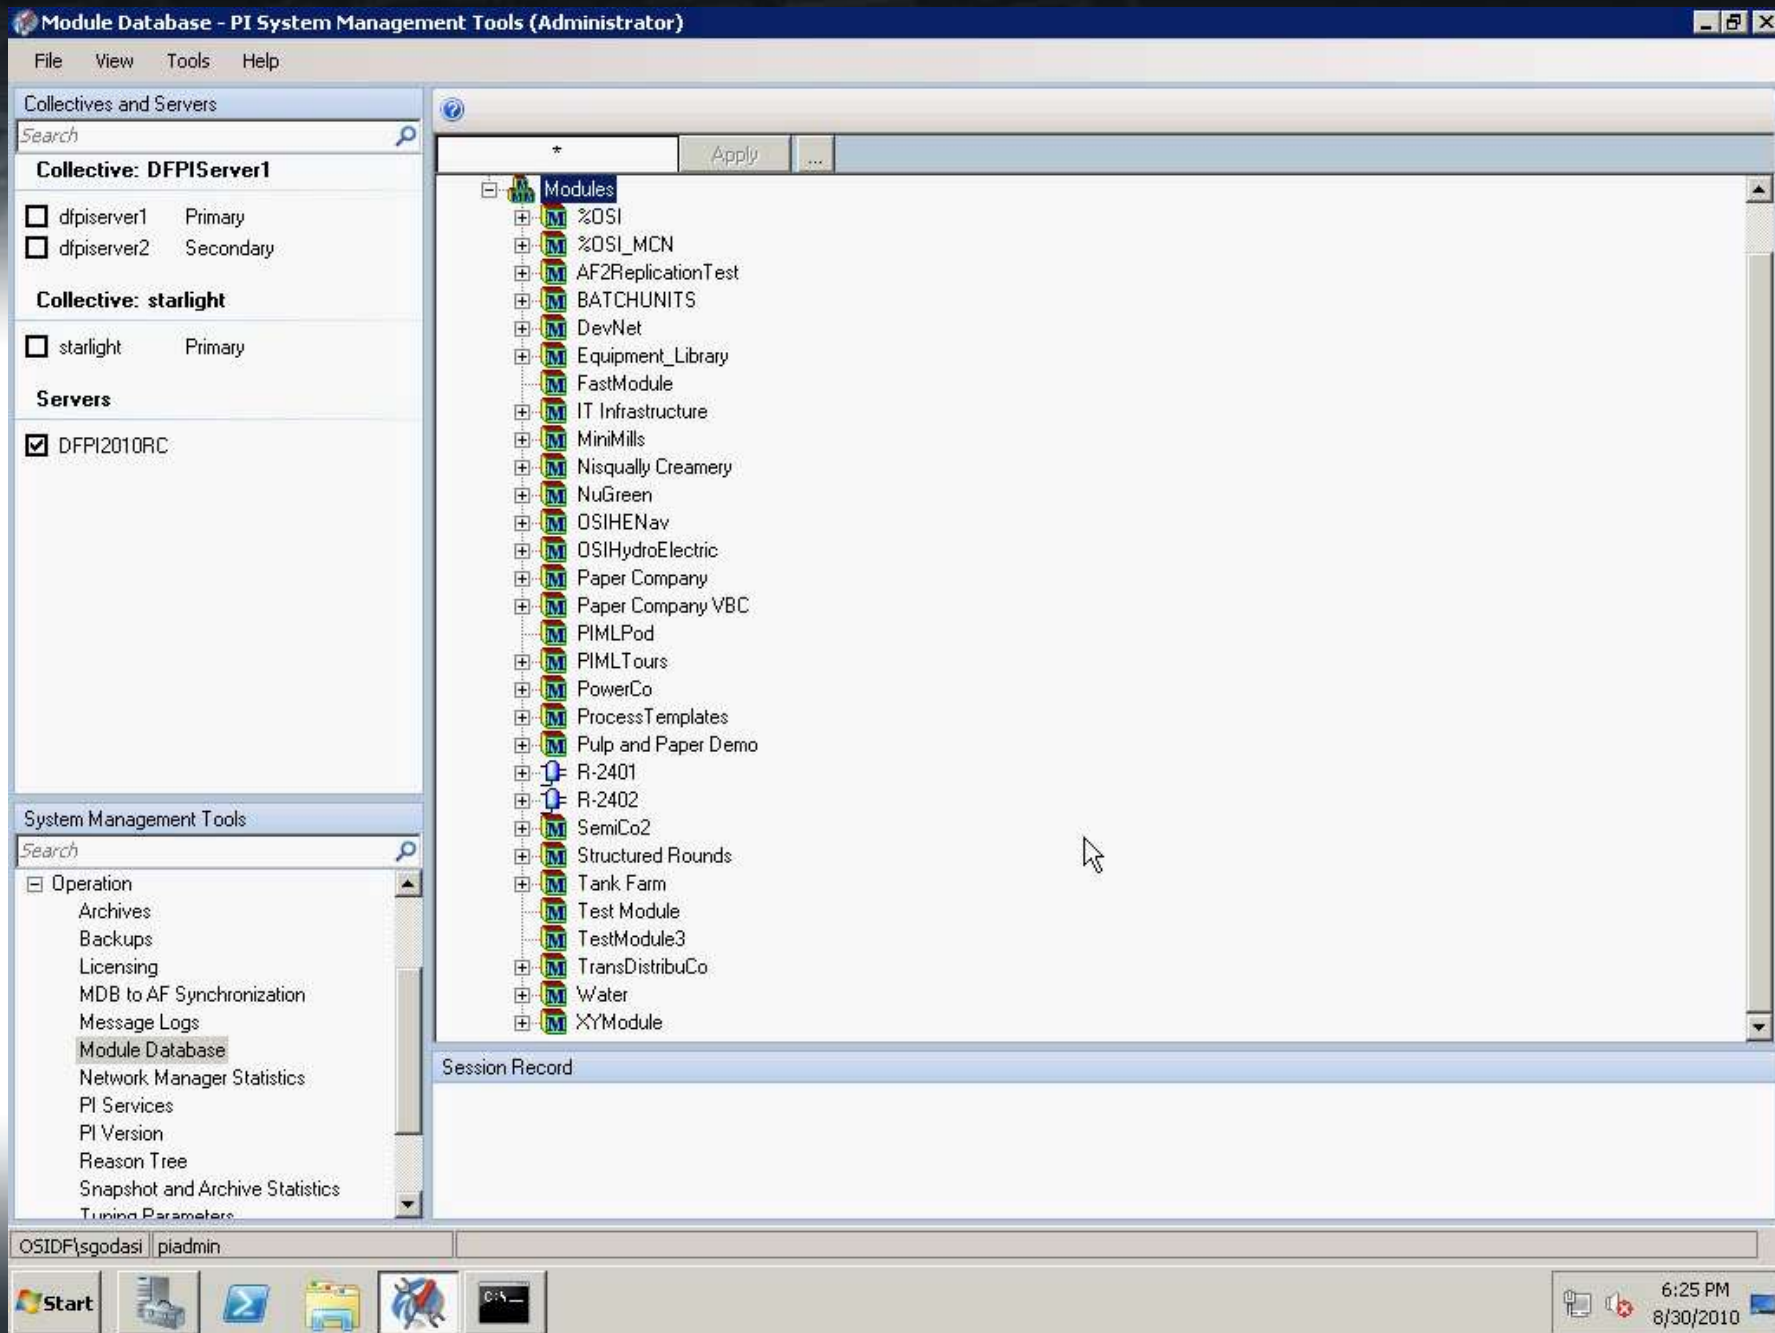 Module Database - PI System Management Tools (Administrator)
File View Tools Help
Collectives and Servers
Search
Collective: DFPIServer1
dfpiserver1 Primary
dfpiserver2 Secondary
Collective: starlight
starlight Primary
Servers
DFPI2010RC
System Management Tools
Search
Operation
Archives
Backups
Licensing
MDB to AF Synchronization
Message Logs
Module Database
Network Manager Statistics
PI Services
PI Version
Reason Tree
Snapshot and Archive Statistics
Tuning Parameters
* Apply ...
Modules
%OSI
%OSI_MCN
AF2ReplicationTest
BATCHUNITS
DevNet
Equipment_Library
FastModule
IT Infrastructure
MiniMills
Nisqually Creamery
NuGreen
OSIHENav
OSIHydroElectric
Paper Company
Paper Company VBC
PIMLPod
PIMLTours
PowerCo
ProcessTemplates
Pulp and Paper Demo
R-2401
R-2402
SemiCo2
Structured Rounds
Tank Farm
Test Module
TestModule3
TransDistribuCo
Water
XYModule
Session Record
OSIDF\sgodasi piadmin
Start
C:\_
6:25 PM
8/30/2010